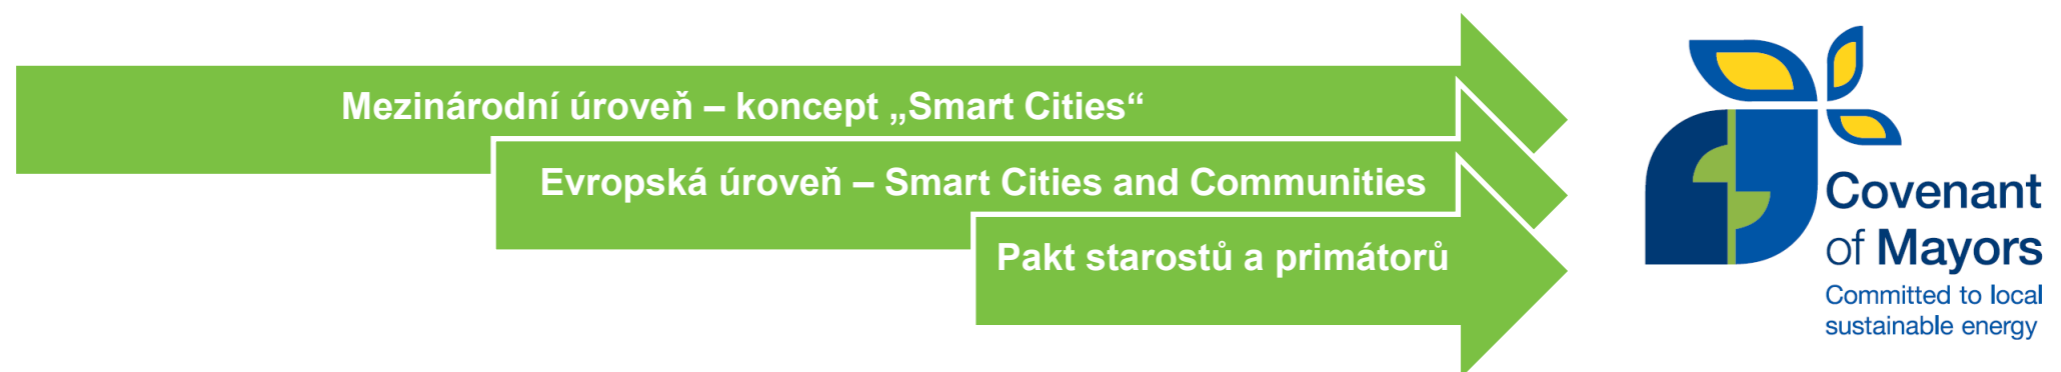 Mezinárodní úroveň – koncept „Smart Cities“
Evropská úroveň – Smart Cities and Communities
Pakt starostů a primátorů
Covenant
of Mayors
Committed to local
sustainable energy